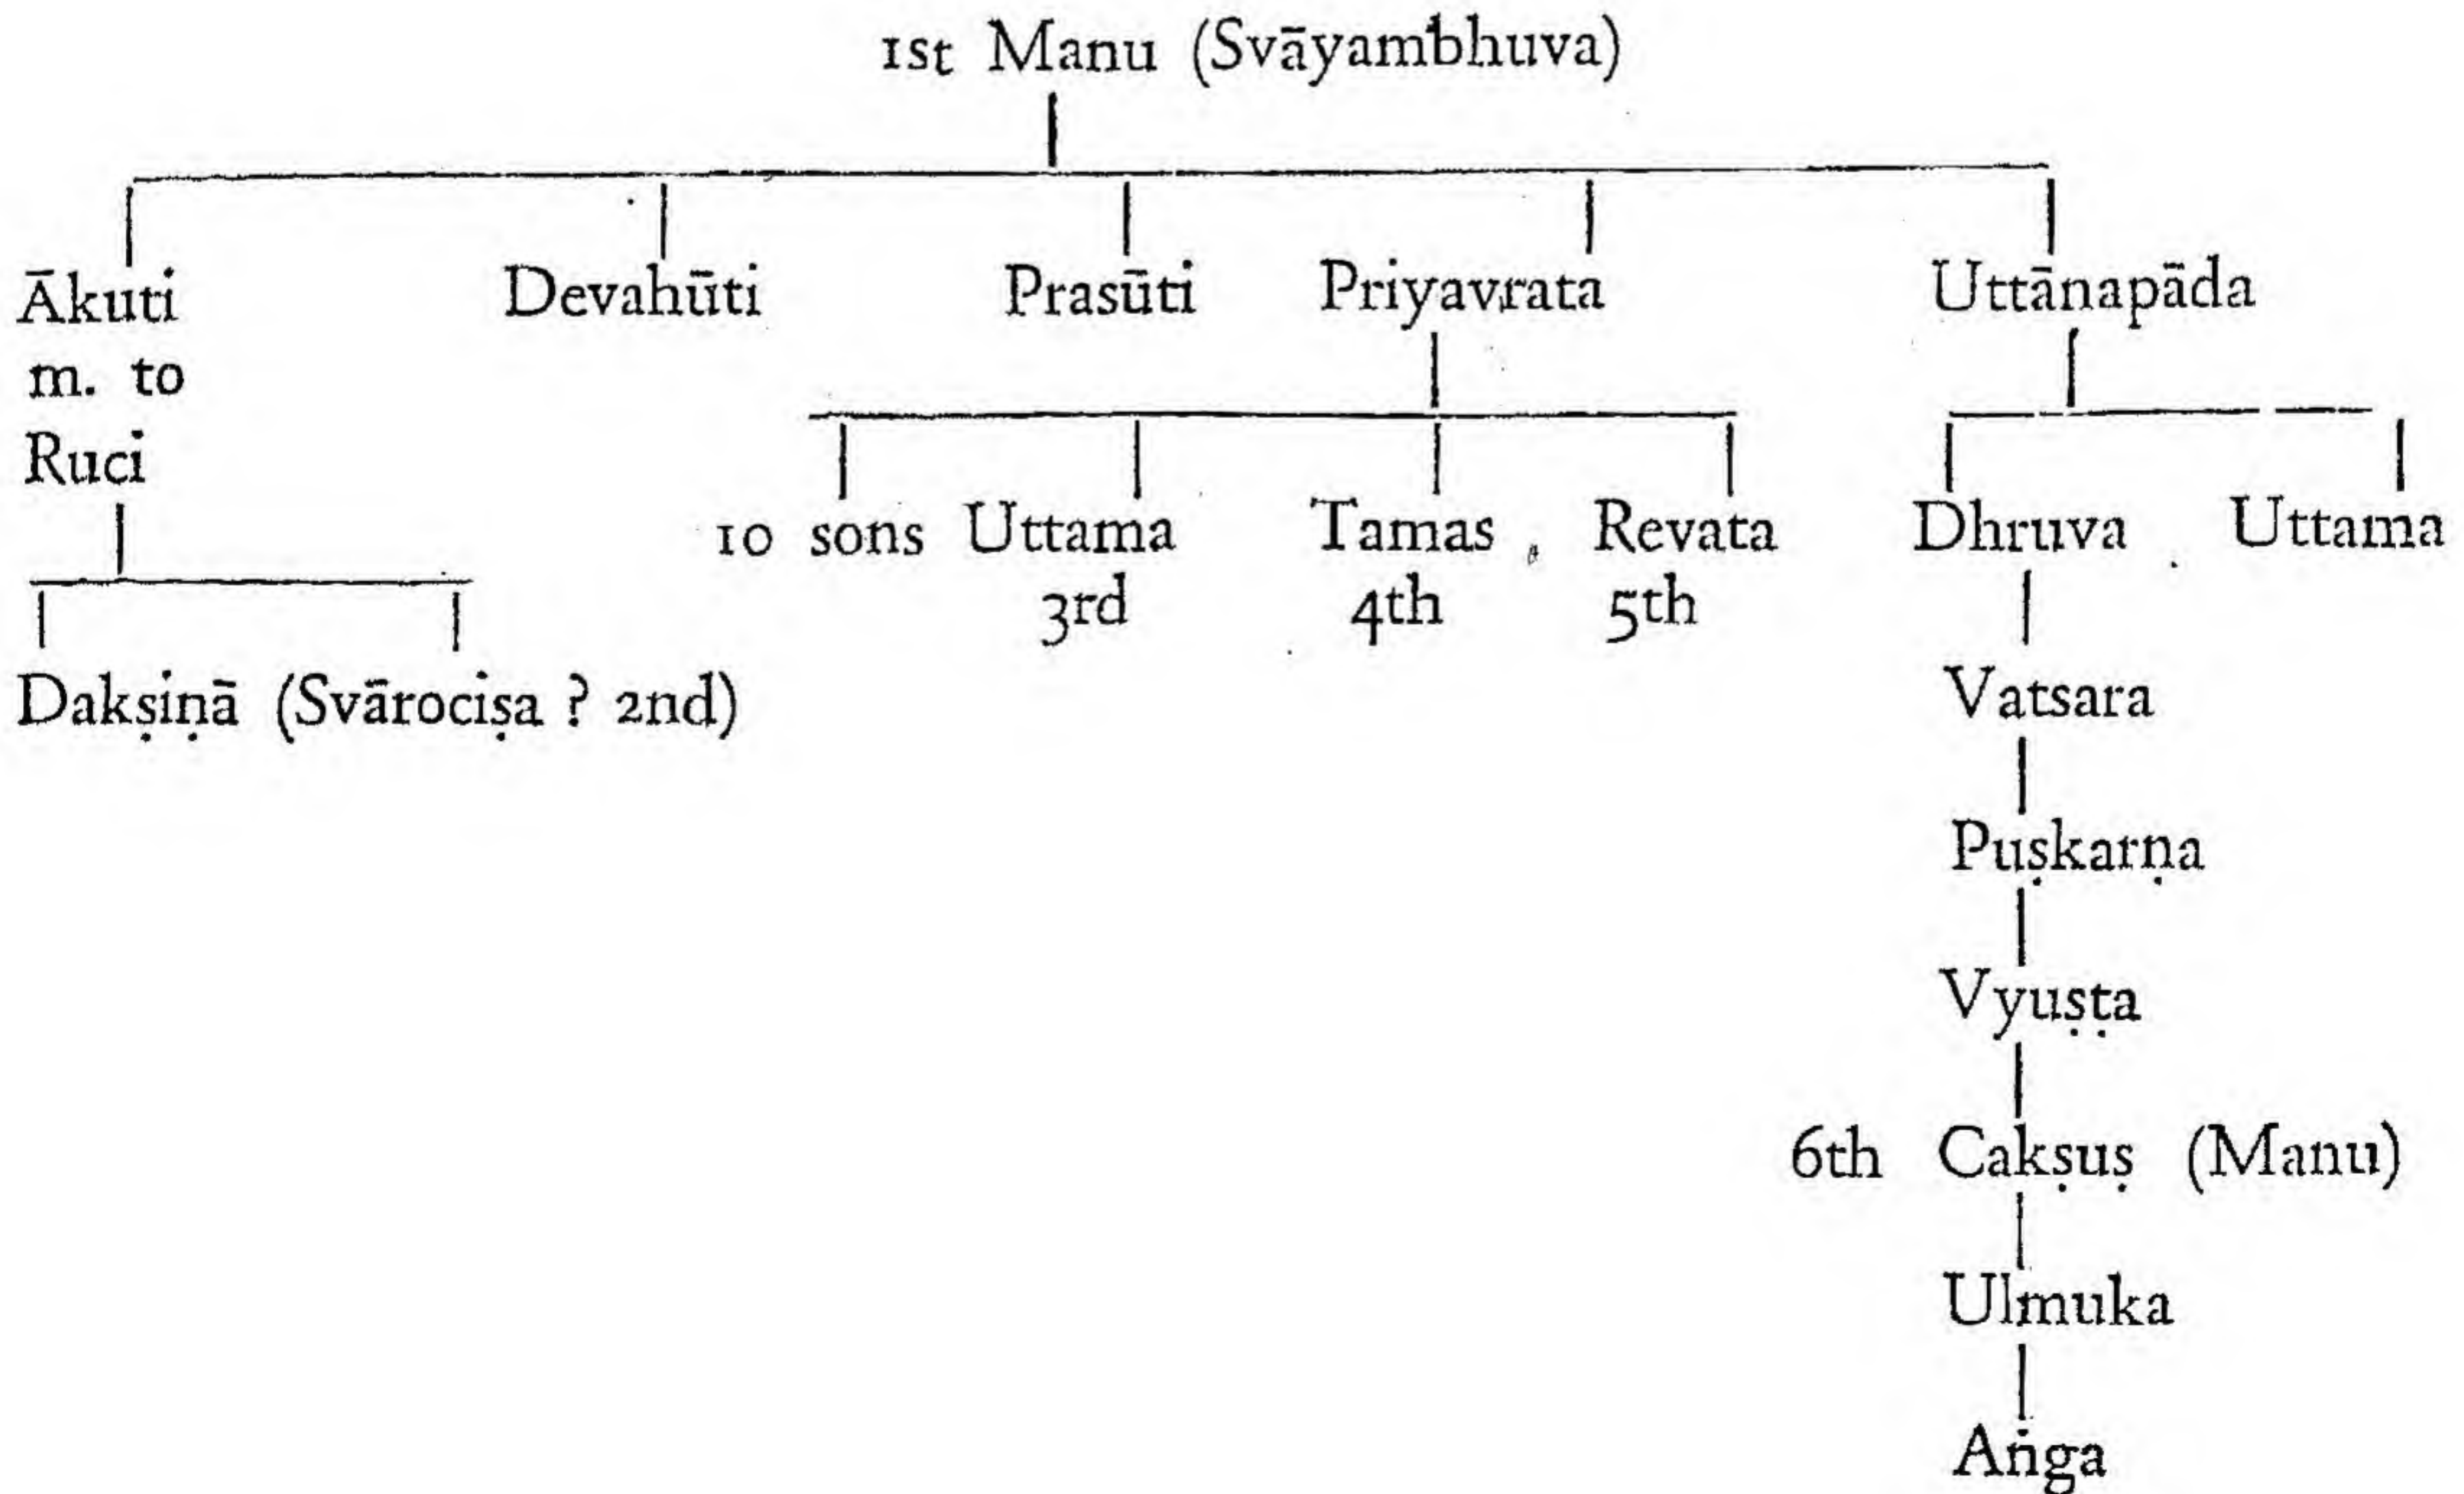 1st Manu (Svāyambhuva)
Ākuti Devahūti Prasūti Priyavrata Uttānapāda
m. to
Ruci
10 sons Uttama Tamas Revata Dhruva Uttama
3rd 4th 5th
Dakṣiṇā (Svārociṣa ? 2nd) Vatsara
Puṣkarṇa
Vyuṣṭa
6th Cakṣuṣ (Manu)
Ulmuka
Aṅga